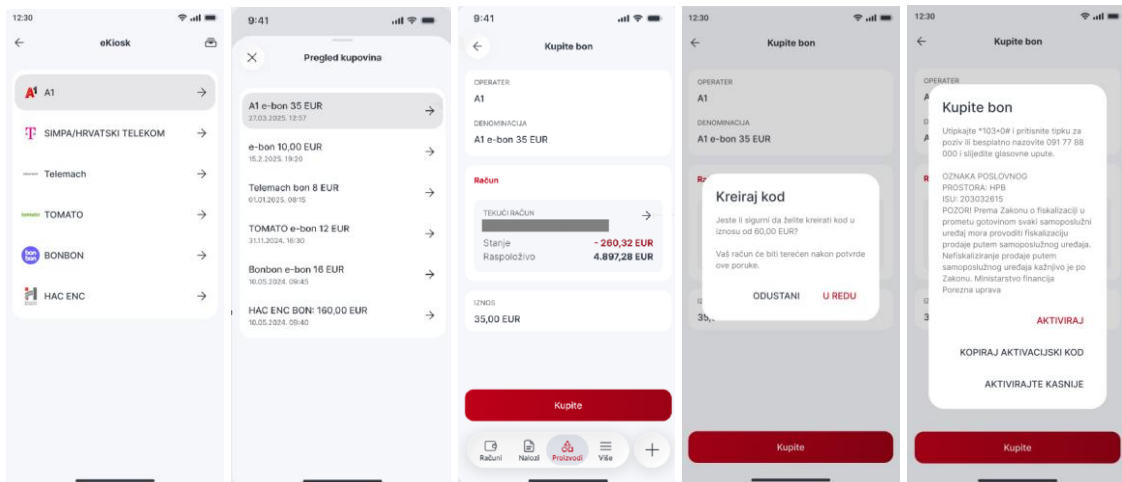 12:30
eKiosk
A1 A1
T SIMPA/HRVATSKI TELEKOM
Telemach
TOMATO
bon bon BONBON
HAC ENC
9:41
Pregled kupovina
A1 e-bon 35 EUR
27.03.2025. 12:57
e-bon 10,00 EUR
15.2.2025. 19:20
Telemach bon 8 EUR
01.01.2025. 08:15
TOMATO e-bon 12 EUR
31.11.2024. 16:30
Bonbon e-bon 16 EUR
10.05.2024. 09:45
HAC ENC BON: 160,00 EUR
10.05.2024. 09:40
9:41
Kupite bon
OPERATER
A1
DENOMINACIJA
A1 e-bon 35 EUR
Račun
TEKUĆI RAČUN
Stanje - 260,32 EUR
Raspoloživo 4.897,28 EUR
IZNOS
35,00 EUR
Kupite
Računi Nalozi Proizvodi Više
12:30
Kupite bon
OPERATER
A1
DENOMINACIJA
A1 e-bon 35 EUR
Kreiraj kod
Jeste li sigurni da želite kreirati kod u
iznosu od 60,00 EUR?
Vaš račun će biti terećen nakon potvrde
ove poruke.
ODUSTANI U REDU
Kupite
12:30
Kupite bon
OPERATER
Kupite bon
Utipkajte *103*0# i pritisnite tipku za
poziv ili besplatno nazovite 091 77 88
000 i slijedite glasovne upute.
OZNAKA POSLOVNOG
PROSTORA: HPB
ISU: 203032615
POZOR! Prema Zakonu o fiskalizaciji u
prometu gotovinom svaki samoposlužni
uređaj mora provoditi fiskalizaciju
prodaje putem samoposlužnog uređaja.
Nefiskaliziranje prodaje putem
samoposlužnog uređaja kažnjivo je po
Zakonu. Ministarstvo financija
Porezna uprava
AKTIVIRAJ
KOPIRAJ AKTIVACIJSKI KOD
AKTIVIRAJTE KASNIJE
Kupite